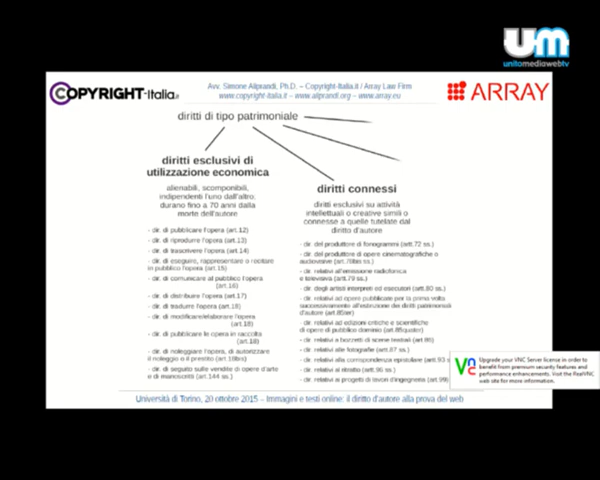 um
unitomediawebtv
COPYRIGHT-Italia.it
Avv. Simone Aliprandi, Ph.D. – Copyright-Italia.it / Array Law Firm
www.copyright-italia.it – www.aliprandi.org – www.array.eu
ARRAY
diritti di tipo patrimoniale
diritti esclusivi di
utilizzazione economica
alienabili, scomponibili,
indipendenti l'uno dall'altro;
durano fino a 70 anni dalla
morte dell'autore
- dir. di pubblicare l'opera (art.12)
- dir. di riprodurre l'opera (art.13)
- dir. di trascrivere l'opera (art.14)
- dir. di eseguire, rappresentare o recitare
in pubblico l'opera (art.15)
- dir. di comunicare al pubblico l'opera
(art.16)
- dir. di distribuire l'opera (art.17)
- dir. di tradurre l'opera (art.18)
- dir. di modificare/elaborare l'opera
(art.18)
- dir. di pubblicare le opere in raccolta
(art.18)
- dir. di noleggiare l'opera, di autorizzare
il noleggio e il prestito (art.18bis)
- dir. di seguito sulle vendite di opere d'arte
e di manoscritti (art.144 ss.)
diritti connessi
diritti esclusivi su attività
intellettuali o creative simili o
connesse a quelle tutelate dal
diritto d'autore
- dir. del produttore di fonogrammi (artt.72 ss.)
- dir. del produttore di opere cinematografiche o
audiovisive (art.78bis ss.)
- dir. relativi all'emissione radiofonica
e televisiva (art.79 ss.)
- dir. degli artisti interpreti ed esecutori (art.80 ss.)
- dir. relativi ad opere pubblicate per la prima volta
successivamente all'estinzione dei diritti patrimoniali
d'autore (art.85ter)
- dir. relativi ad edizioni critiche e scientifiche
di opere di pubblico dominio (art.85quater)
- dir. relativi a bozzetti di scene teatrali (art.86)
- dir. relativi alle fotografie (art.87 ss.)
- dir. relativi alla corrispondenza epistolare (art.93 s
- dir. relativi al ritratto (art.96 ss.)
- dir. relativi ai progetti di lavori d'ingegneria (art.99)
Upgrade your VNC Server license in order to
benefit from premium security features and
performance enhancements. Visit the RealVNC
web site for more information.
Università di Torino, 20 ottobre 2015 – Immagini e testi online: il diritto d'autore alla prova del web